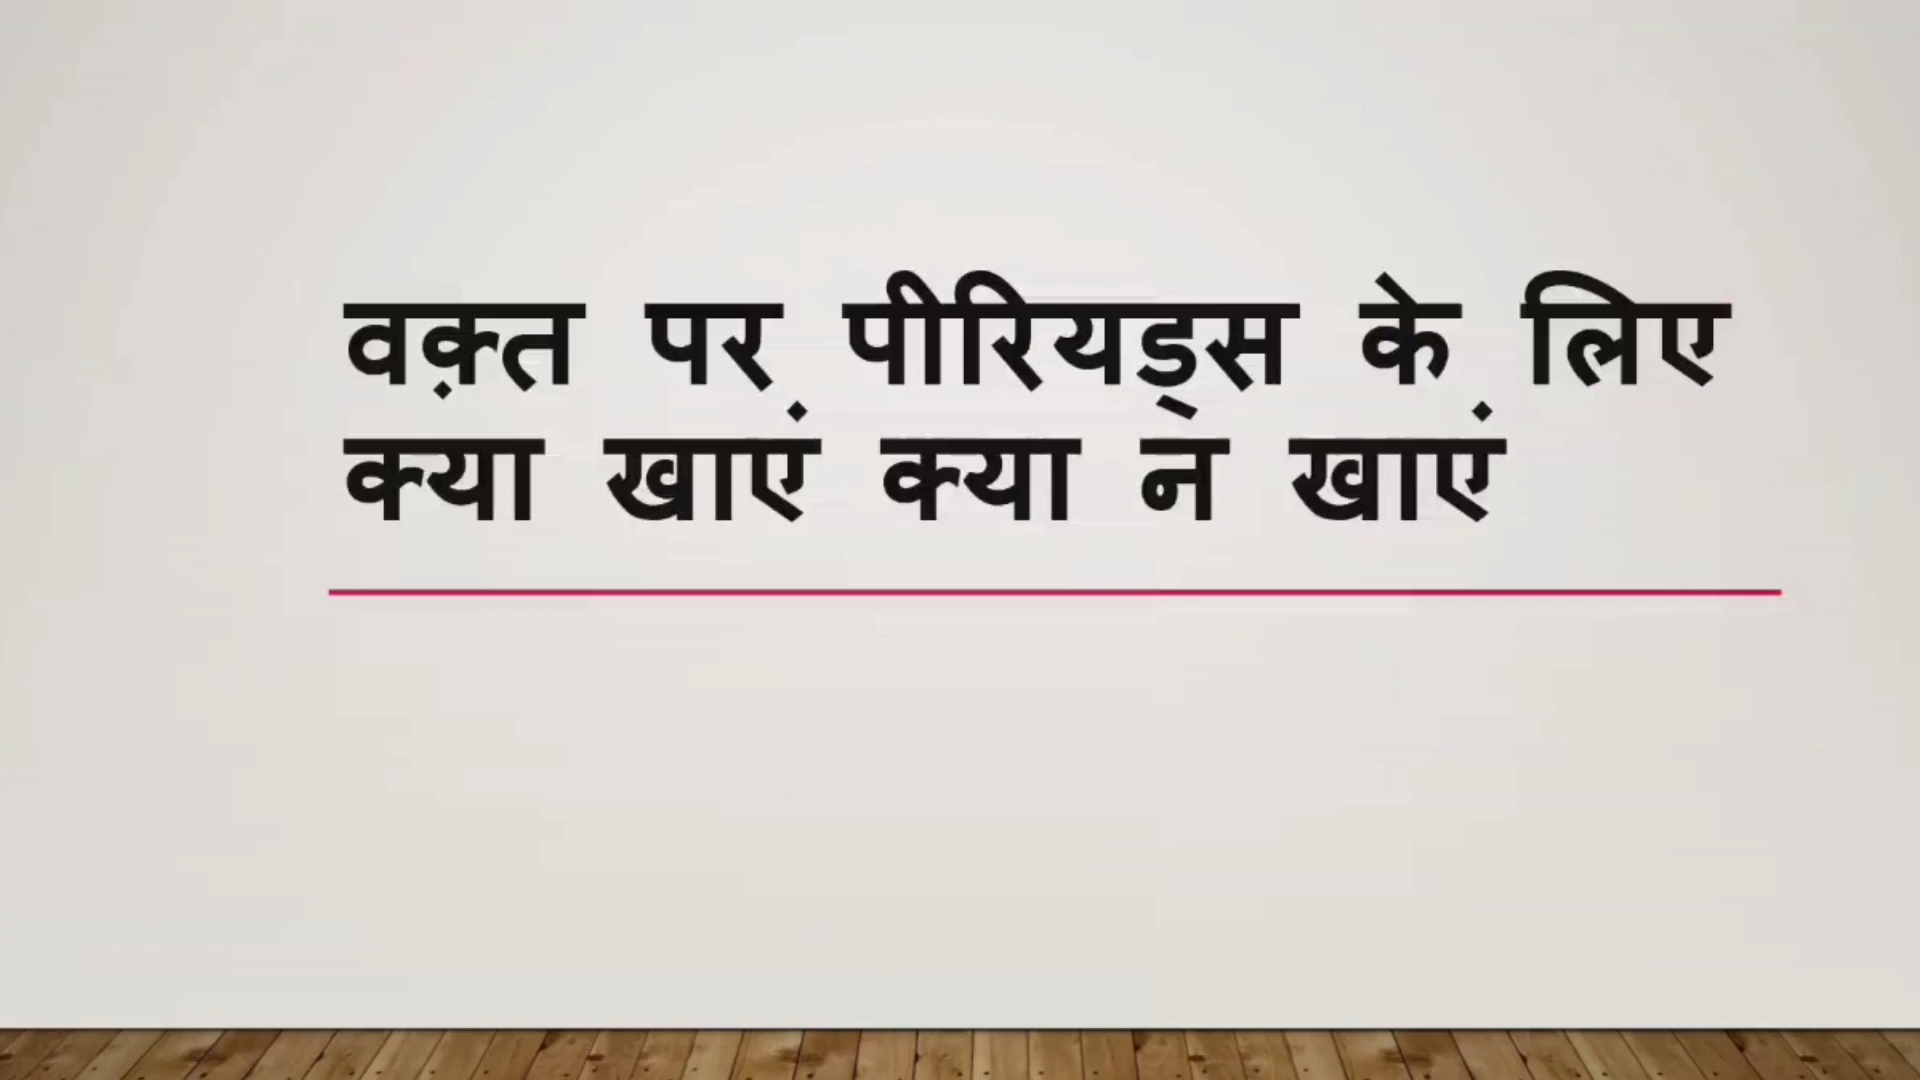 वक़्त पर पीरियड्स के लिए
क्या खाएं क्या न खाएं